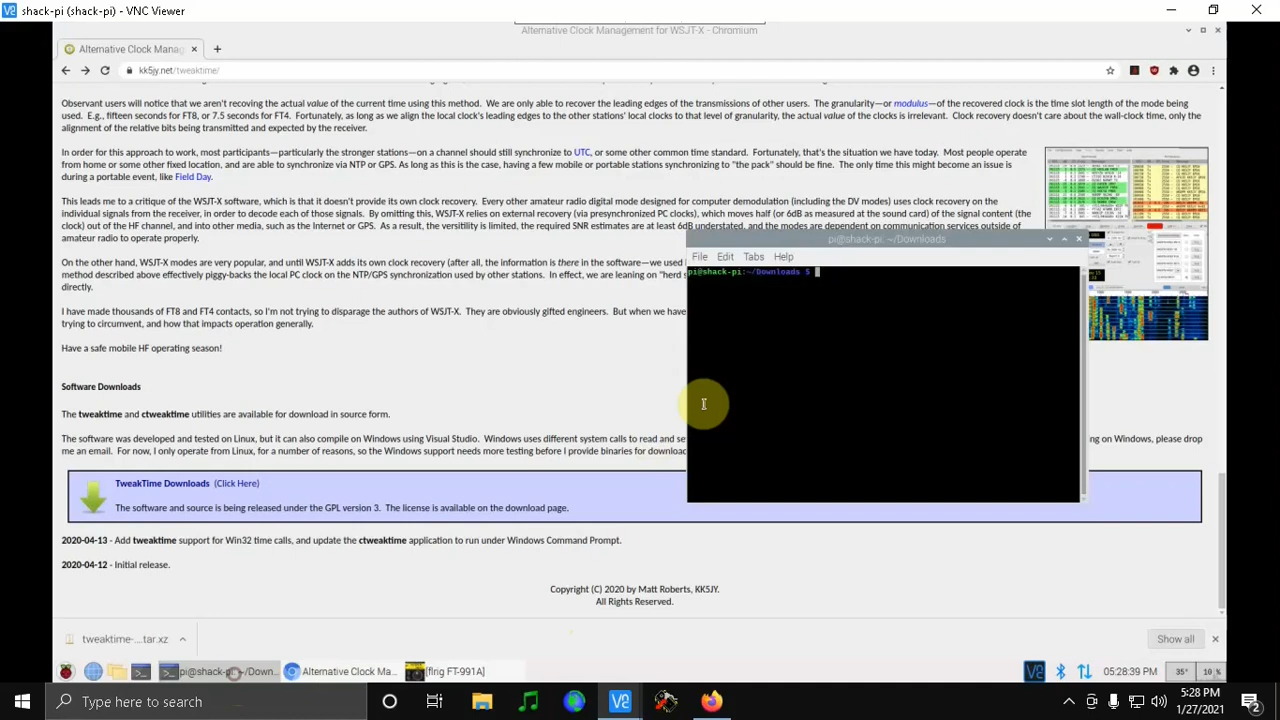 shack-pi (shack-pi) - VNC Viewer
Alternative Clock Management for WSJT-X - Chromium
Alternative Clock Manag
kk5jy.net/tweaktime/
Observant users will notice that we aren't recoving the actual value of the current time using this method. We are only able to recover the leading edges of the transmissions of other users. The granularity—or modulus—of the recovered clock is the time slot length of the mode being
used. E.g., fifteen seconds for FT8, or 7.5 seconds for FT4. Fortunately, as long as we align the local clock's leading edges to the other stations' local clocks to that level of granularity, the actual value of the clocks is irrelevant. Clock recovery doesn't care about the wall-clock time, only the
alignment of the relative bits being transmitted and expected by the receiver.
In order for this approach to work, most participants—particularly the stronger stations—on a channel should still synchronize to UTC, or some other common time standard. Fortunately, that's the situation we have today. Most people operate
from home or some other fixed location, and are able to synchronize via NTP or GPS. As long as this is the case, having a few mobile or portable stations synchronizing to "the pack" should be fine. The only time this might become an issue is
during a portable event, like Field Day.
This leads me to a critique of the WSJT-X software, which is that it doesn't provide its own clock recovery. Every other amateur radio digital mode designed for computer demodulation (including the DV modes) uses clock recovery on the
individual signals from the receiver, in order to decode each of those signals. By omitting this, WSJT-X relies on external recovery (via presynchronized PC clocks), which moves half (or 6dB as measured at the sound card) of the signal content (the
clock) out of the HF channel, and into other media, such as the Internet or GPS. As a result, the versitility is limited, the required SNR estimates are at least 6dB understated, and the modes are dependent on communication services outside of
amateur radio to operate properly.
pi@shack-pi: ~/Downloads
File Edit Tabs Help
pi@shack-pi:~/Downloads $
On the other hand, WSJT-X modes are very popular, and until WSJT-X adds its own clock recovery (after all, the information is there in the signal—we used
method described above effectively piggy-backs the local PC clock on the NTP/GPS synchronization used by other stations. In effect, we are leaning on "herd
directly.
I have made thousands of FT8 and FT4 contacts, so I'm not trying to disparage the authors of WSJT-X. They are obviously gifted engineers. But when we have
trying to circumvent, and how that impacts operation generally.
Have a safe mobile HF operating season!
Software Downloads
The tweaktime and ctweaktime utilities are available for download in source form.
The software was developed and tested on Linux, but it can also compile on Windows using Visual Studio. Windows uses different system calls to read and se
ng on Windows, please drop
me an email. For now, I only operate from Linux, for a number of reasons, so the Windows support needs more testing before I provide binaries for download
TweakTime Downloads (Click Here)
The software and source is being released under the GPL version 3. The license is available on the download page.
2020-04-13 - Add tweaktime support for Win32 time calls, and update the ctweaktime application to run under Windows Command Prompt.
2020-04-12 - Initial release.
Copyright (C) 2020 by Matt Roberts, KK5JY.
All Rights Reserved.
tweaktime-....tar.xz
Show all
pi@shack-pi: ~/Down...
Alternative Clock Ma...
[flrig FT-991A]
05:28:39 PM
35°
10 %
Type here to search
5:28 PM
1/27/2021
2